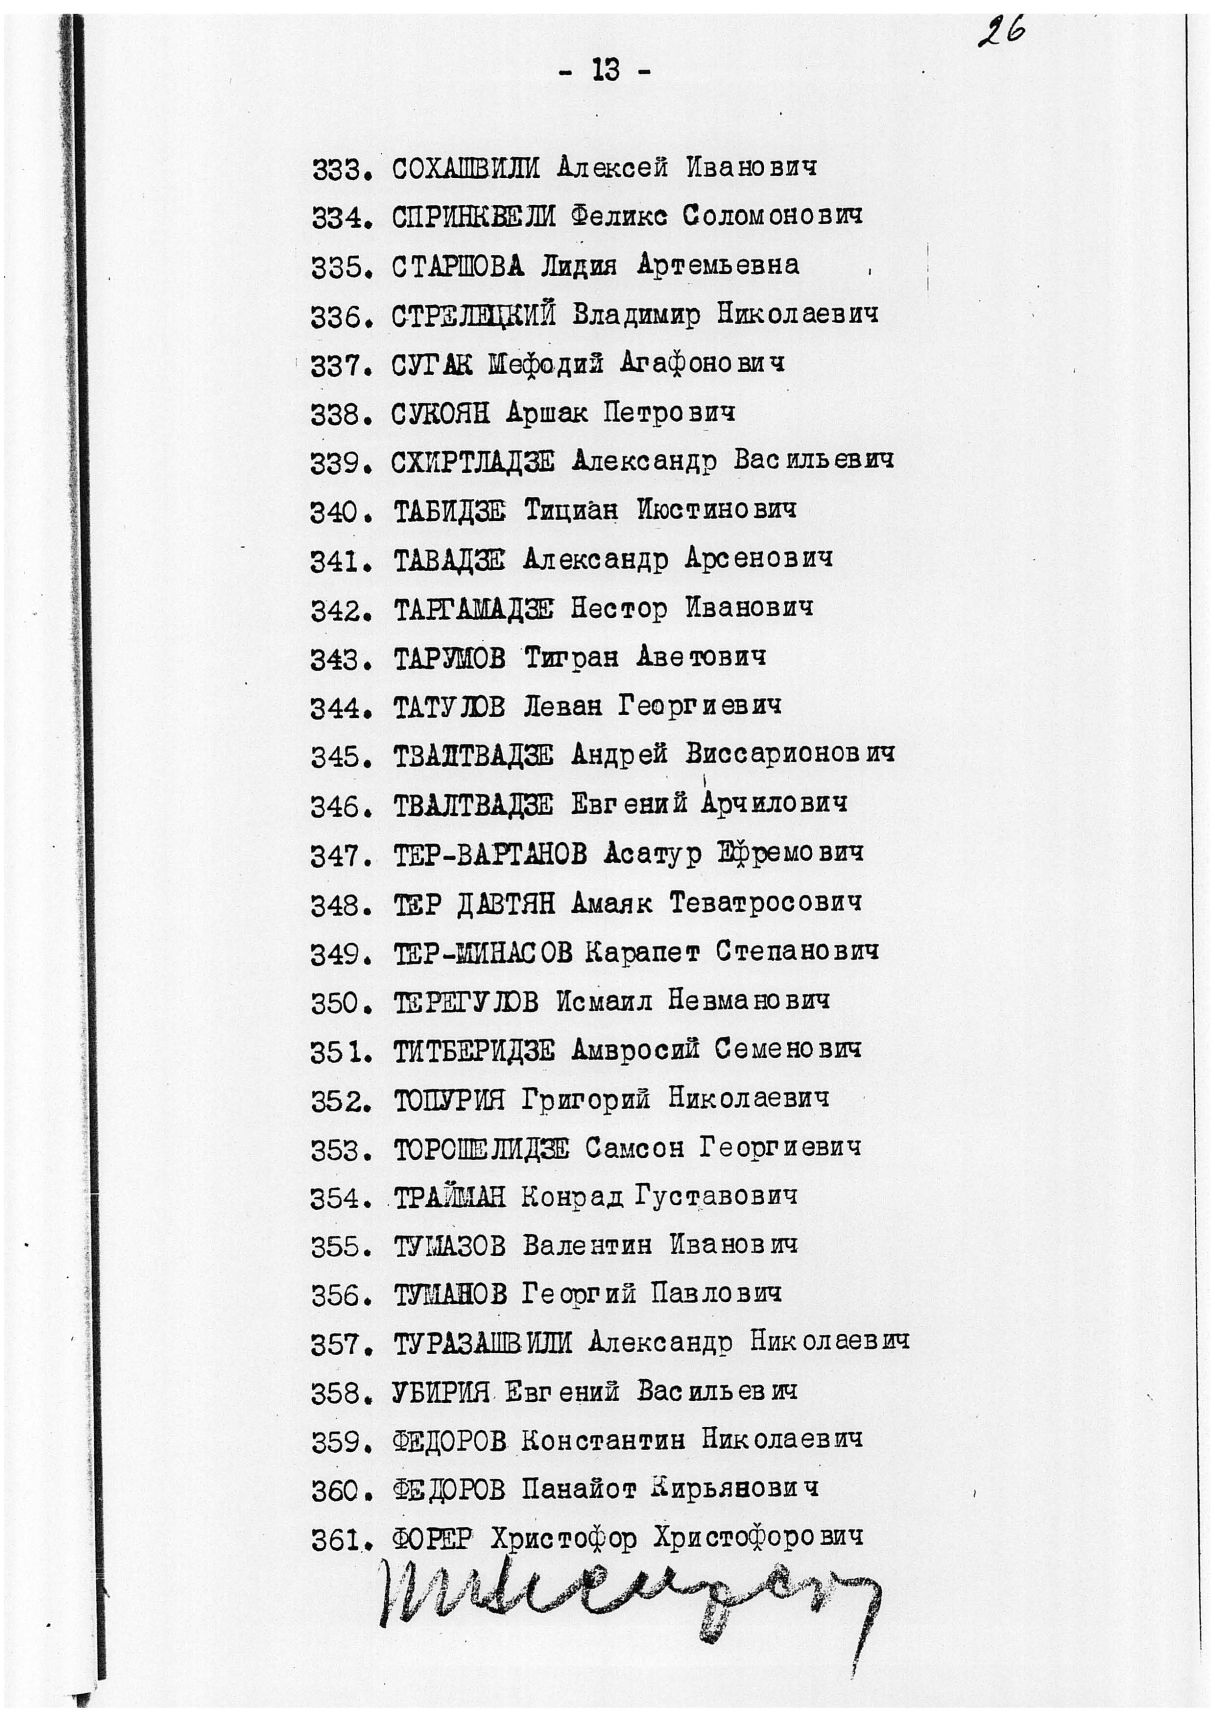 26
- 13 -
333. СОХАШВИЛИ Алексей Иванович
334. СПРИНКВЕЛИ Феликс Соломонович
335. СТАРШОВА Лидия Артемьевна
336. СТРЕЛЕЦКИЙ Владимир Николаевич
337. СУГАК Мефодий Агафонович
338. СУКОЯН Аршак Петрович
339. СХИРТЛАДЗЕ Александр Васильевич
340. ТАБИДЗЕ Тициан Июстинович
341. ТАВАДЗЕ Александр Арсенович
342. ТАРГАМАДЗЕ Нестор Иванович
343. ТАРУМОВ Тигран Аветович
344. ТАТУЛОВ Леван Георгиевич
345. ТВАЛТВАДЗЕ Андрей Виссарионович
346. ТВАЛТВАДЗЕ Евгений Арчилович
347. ТЕР-ВАРТАНОВ Асатур Ефремович
348. ТЕР ДАВТЯН Амаяк Теватросович
349. ТЕР-МИНАСОВ Карапет Степанович
350. ТЕРЕГУЛОВ Исмаил Невманович
351. ТИТБЕРИДЗЕ Амвросий Семенович
352. ТОПУРИЯ Григорий Николаевич
353. ТОРОШЕЛИДЗЕ Самсон Георгиевич
354. ТРАЙМАН Конрад Густавович
355. ТУМАЗОВ Валентин Иванович
356. ТУМАНОВ Георгий Павлович
357. ТУРАЗАШВИЛИ Александр Николаевич
358. УБИРИЯ Евгений Васильевич
359. ФЕДОРОВ Константин Николаевич
360. ФЕДОРОВ Панайот Кирьянович
361. ФОРЕР Христофор Христофорович